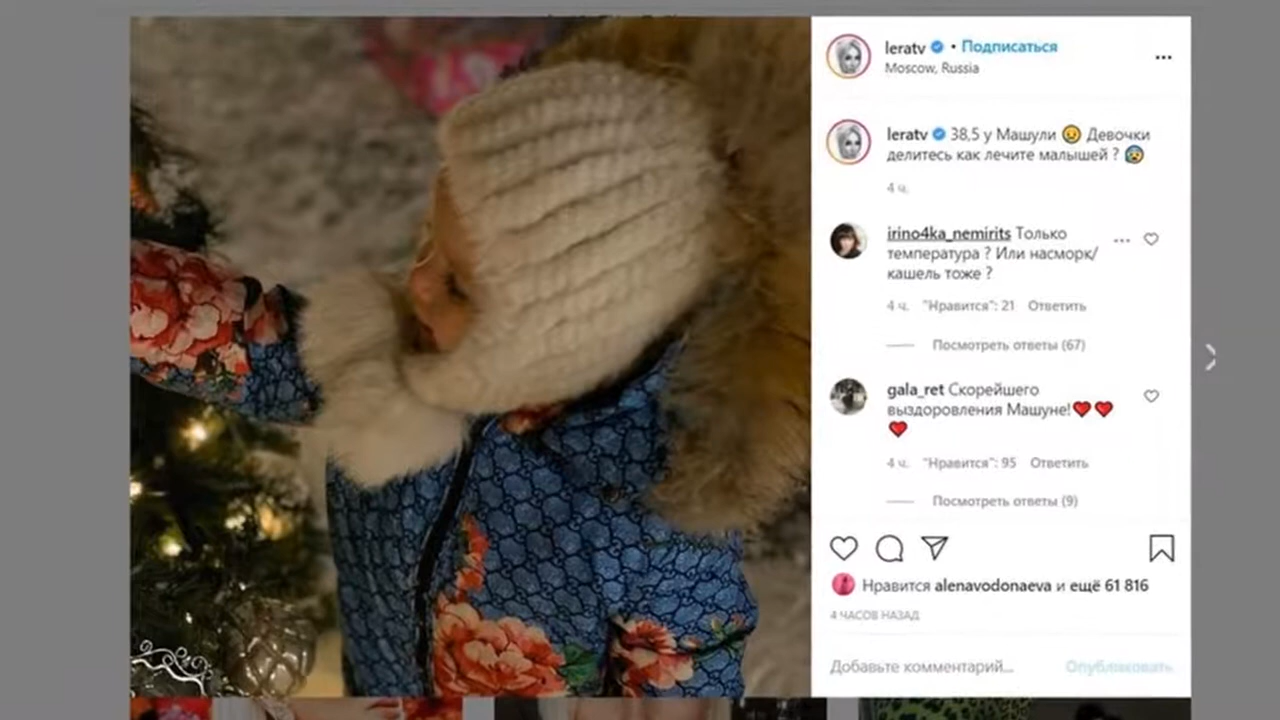 leratv • Подписаться
Moscow, Russia
leratv 38,5 у Машули 😢 Девочки
делитесь как лечите малышей ? 😰
4 ч.
irino4ka_nemirits Только
температура ? Или насморк/
кашель тоже ?
4 ч. "Нравится": 21 Ответить
Посмотреть ответы (67)
gala_ret Скорейшего
выздоровления Машуне!❤️❤️
❤️
4 ч. "Нравится": 95 Ответить
Посмотреть ответы (9)
Нравится alenavodonaeva и ещё 61 816
4 ЧАСОВ НАЗАД
Добавьте комментарий... Опубликовать